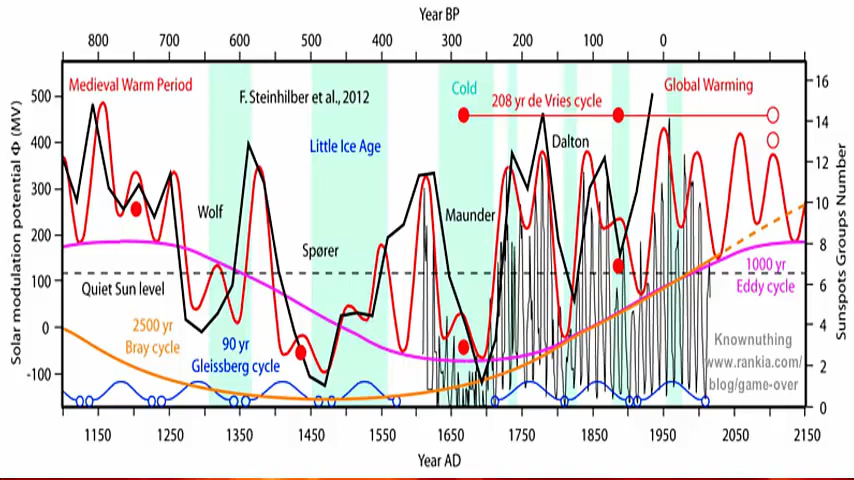 Year BP
800 700 600 500 400 300 200 100 0
Medieval Warm Period
F. Steinhilber et al., 2012
Cold
208 yr de Vries cycle
Global Warming
Little Ice Age
Dalton
Wolf
Maunder
Spører
Quiet Sun level
1000 yr
Eddy cycle
2500 yr
Bray cycle
90 yr
Gleissberg cycle
Knownuthing
www.rankia.com/
blog/game-over
Solar modulation potential Φ (MV)
500
400
300
200
100
0
-100
Sunspots Groups Number
16
14
12
10
8
6
4
2
0
1150 1250 1350 1450 1550 1650 1750 1850 1950 2050 2150
Year AD